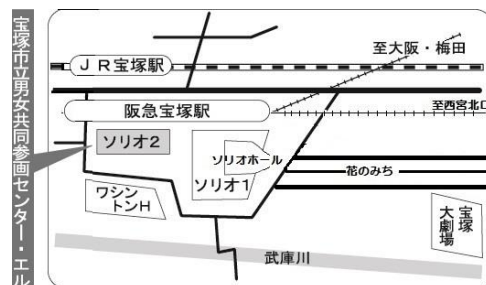 宝塚市立男女共同参画センター・エル
JR宝塚駅
至大阪・梅田
阪急宝塚駅
至西宮北口
ソリオ2
ソリオホール
ソリオ1
花のみち
ワシン
トンH
宝塚
大劇場
武庫川